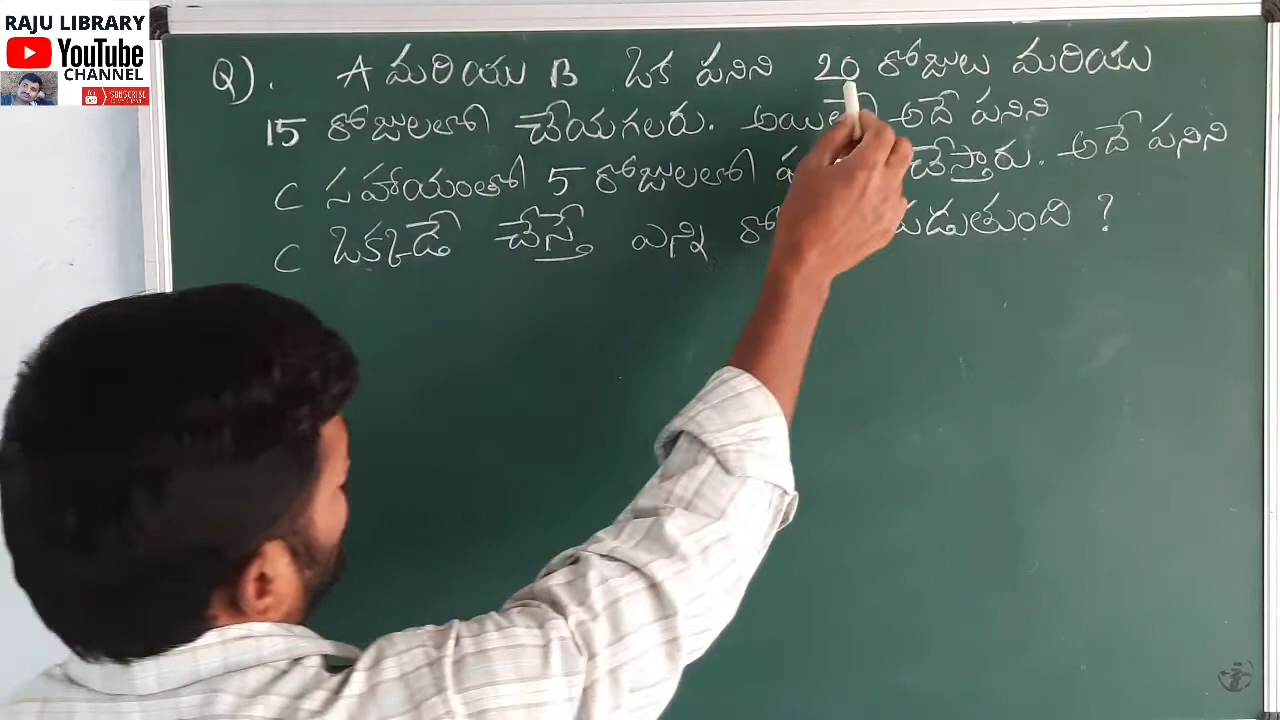 RAJU LIBRARY
YouTube
CHANNEL
SUBSCRIBE
Q). A మరియు B ఒక పనిని 20 రోజులు మరియు
15 రోజులలో చేయగలరు. అదే పనిని
C సహాయంతో 5 రోజులలో చేస్తారు. అదే పనిని
C ఒక్కడే చేస్తే ఎన్ని పడుతుంది ?